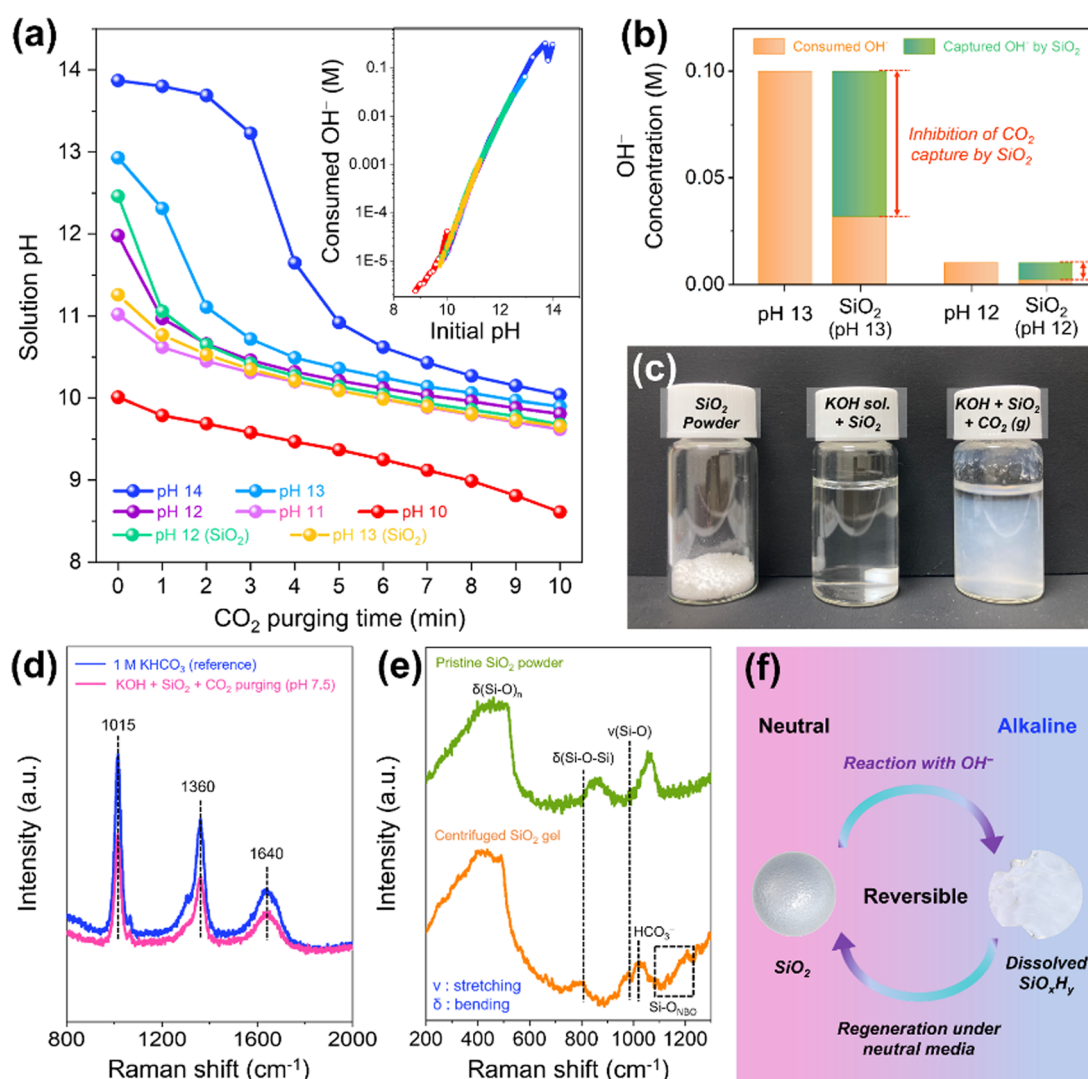 (a)
Solution pH
14
13
12
11
10
9
8
0 1 2 3 4 5 6 7 8 9 10
CO₂ purging time (min)
pH 14
pH 13
pH 12
pH 11
pH 10
pH 12 (SiO₂)
pH 13 (SiO₂)
Consumed OH⁻ (M)
0.1
0.01
0.001
1E-4
1E-5
8 10 12 14
Initial pH
(b)
Consumed OH⁻
Captured OH⁻ by SiO₂
OH⁻
Concentration (M)
0.10
0.05
0.00
Inhibition of CO₂
capture by SiO₂
pH 13
SiO₂
(pH 13)
pH 12
SiO₂
(pH 12)
(c)
SiO₂
Powder
KOH sol.
+ SiO₂
KOH + SiO₂
+ CO₂ (g)
(d)
1 M KHCO₃ (reference)
KOH + SiO₂ + CO₂ purging (pH 7.5)
1015
1360
1640
Intensity (a.u.)
800 1200 1600 2000
Raman shift (cm⁻¹)
(e)
Pristine SiO₂ powder
δ(Si-O)ₙ
ν(Si-O)
δ(Si-O-Si)
Centrifuged SiO₂ gel
HCO₃⁻
Si-O_NBO
ν : stretching
δ : bending
Intensity (a.u.)
200 400 600 800 1000 1200
Raman shift (cm⁻¹)
(f)
Neutral
Alkaline
Reaction with OH⁻
Reversible
SiO₂
Dissolved
SiOₓHᵧ
Regeneration under
neutral media